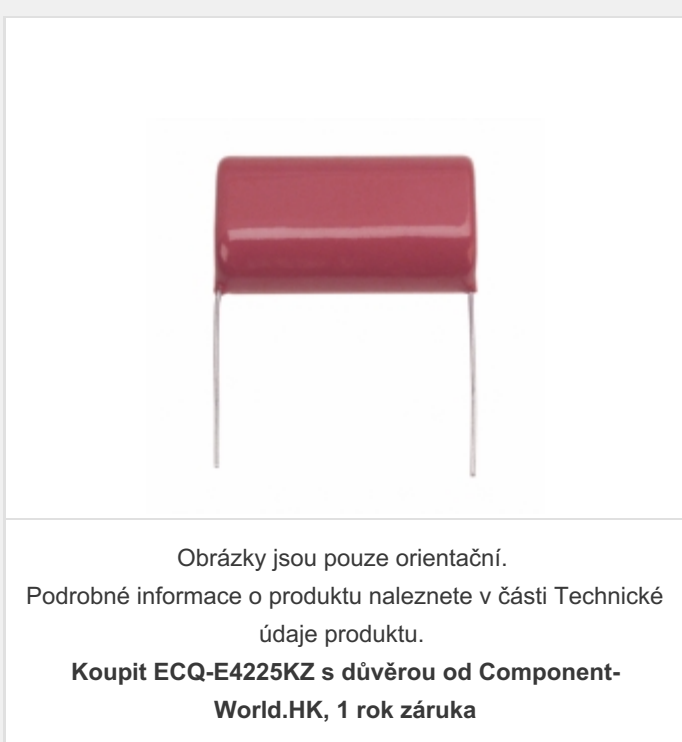 Obrázky jsou pouze orientační.
Podrobné informace o produktu naleznete v části Technické
údaje produktu.
Koupit ECQ-E4225KZ s důvěrou od Component-
World.HK, 1 rok záruka